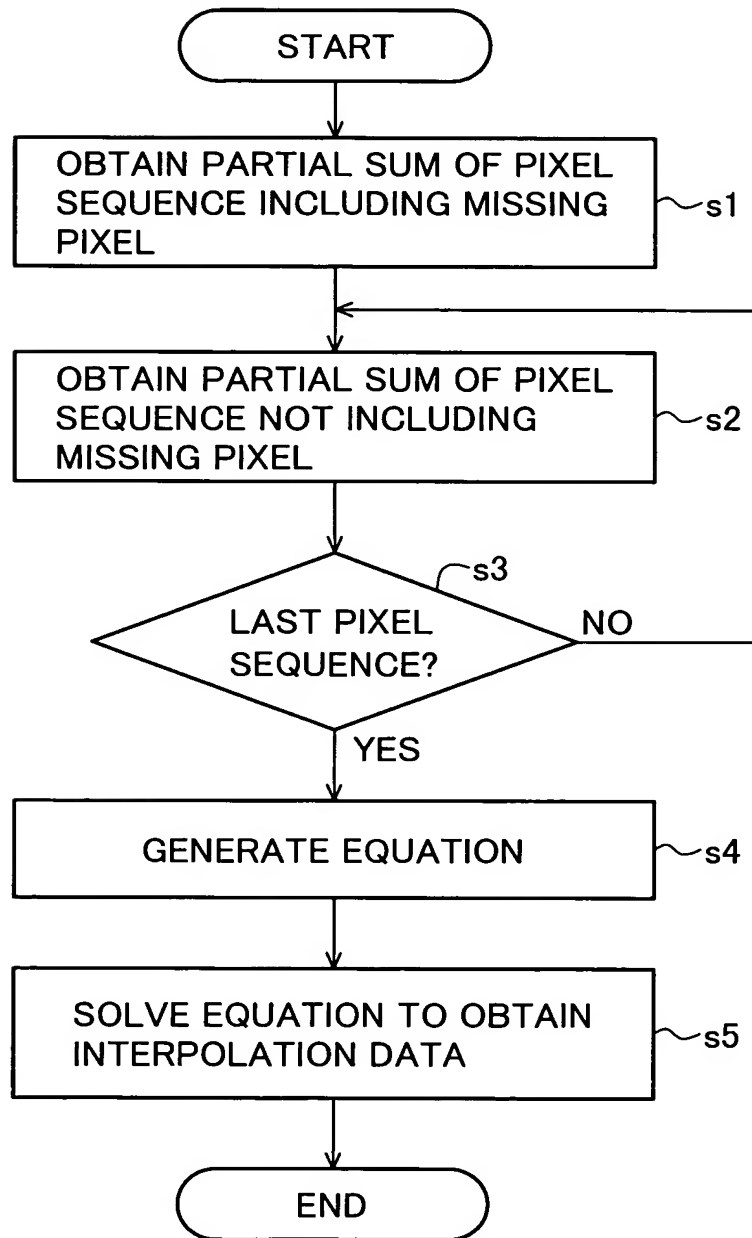 START
OBTAIN PARTIAL SUM OF PIXEL
SEQUENCE INCLUDING MISSING
PIXEL
s1
OBTAIN PARTIAL SUM OF PIXEL
SEQUENCE NOT INCLUDING
MISSING PIXEL
s2
s3
LAST PIXEL
SEQUENCE?
NO
YES
GENERATE EQUATION
s4
SOLVE EQUATION TO OBTAIN
INTERPOLATION DATA
s5
END